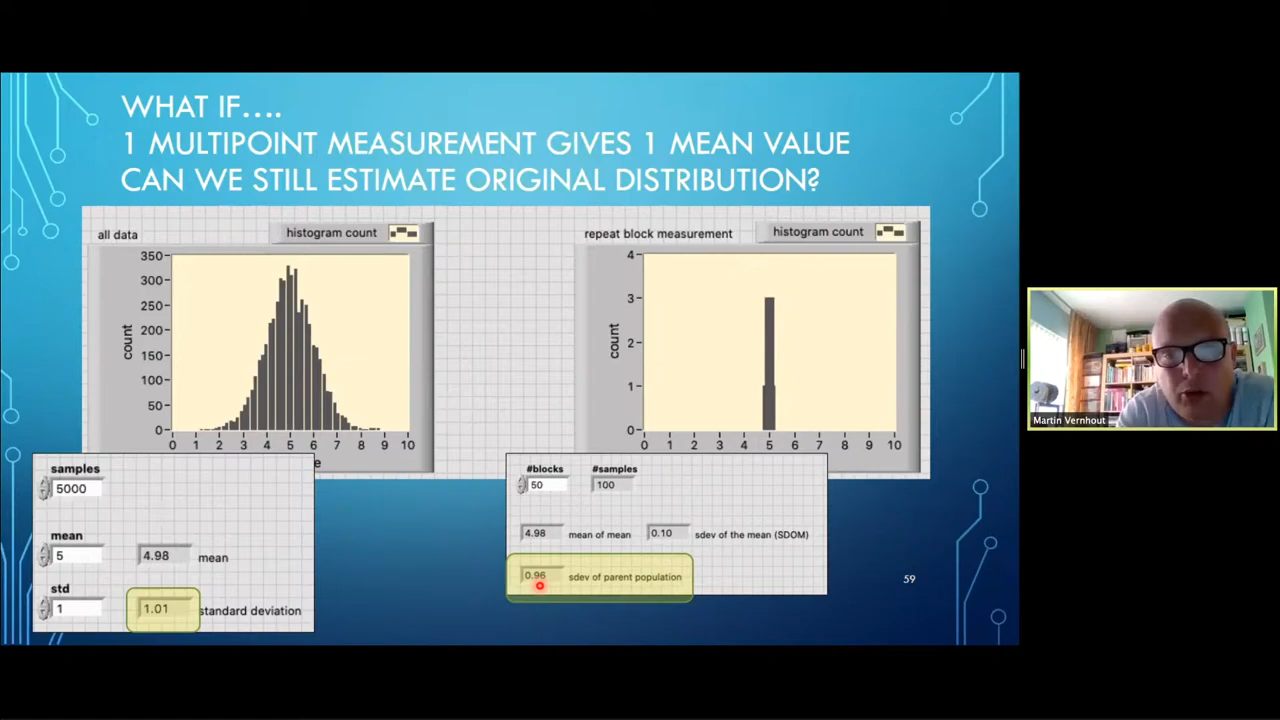 WHAT IF....
1 MULTIPOINT MEASUREMENT GIVES 1 MEAN VALUE
CAN WE STILL ESTIMATE ORIGINAL DISTRIBUTION?
all data
histogram count
350
300
250
200
150
100
50
0
count
0 1 2 3 4 5 6 7 8 9 10
e
samples
5000
mean
5
4.98 mean
std
1
1.01 standard deviation
repeat block measurement
histogram count
4
3
2
1
0
count
0 1 2 3 4 5 6 7 8 9 10
#blocks #samples
50 100
4.98 mean of mean 0.10 sdev of the mean (SDOM)
0.96 sdev of parent population
59
Martin Vernhout